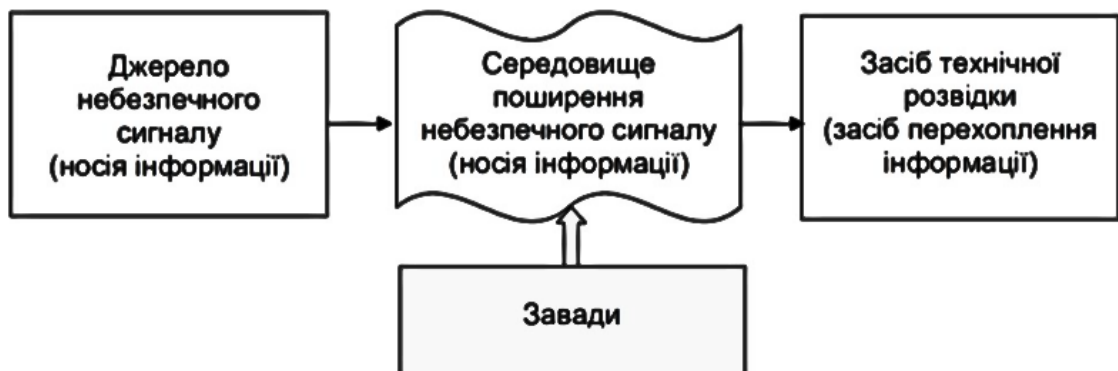 Джерело
небезпечного
сигналу
(носія інформації)
Середовище
поширення
небезпечного сигналу
(носія інформації)
Засіб технічної
розвідки
(засіб перехоплення
інформації)
Завади